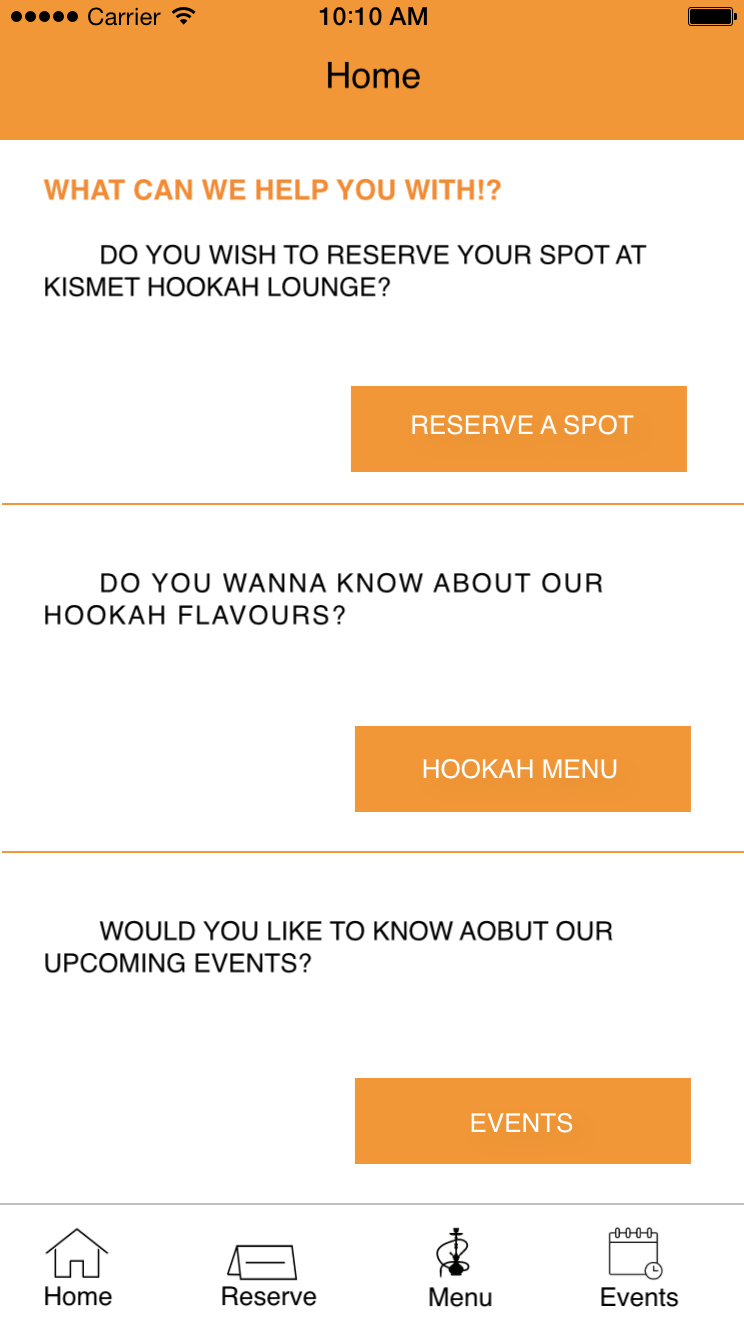 Carrier 10:10 AM
Home
WHAT CAN WE HELP YOU WITH!?
DO YOU WISH TO RESERVE YOUR SPOT AT
KISMET HOOKAH LOUNGE?
RESERVE A SPOT
DO YOU WANNA KNOW ABOUT OUR
HOOKAH FLAVOURS?
HOOKAH MENU
WOULD YOU LIKE TO KNOW AOBUT OUR
UPCOMING EVENTS?
EVENTS
Home Reserve Menu Events